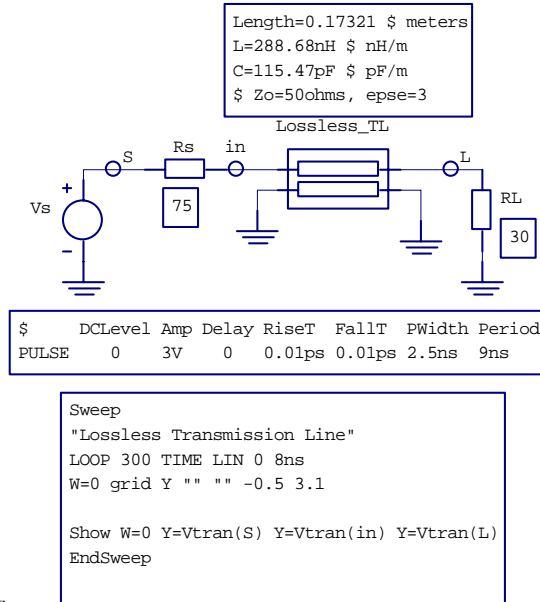 Length=0.17321 $ meters
L=288.68nH $ nH/m
C=115.47pF $ pF/m
$ Zo=50ohms, epse=3
Lossless_TL
S
Rs
in
L
Vs
+
75
RL
30
$ DCLevel Amp Delay RiseT FallT PWidth Period
PULSE 0 3V 0 0.01ps 0.01ps 2.5ns 9ns
Sweep
"Lossless Transmission Line"
LOOP 300 TIME LIN 0 8ns
W=0 grid Y "" "" -0.5 3.1
Show W=0 Y=Vtran(S) Y=Vtran(in) Y=Vtran(L)
EndSweep